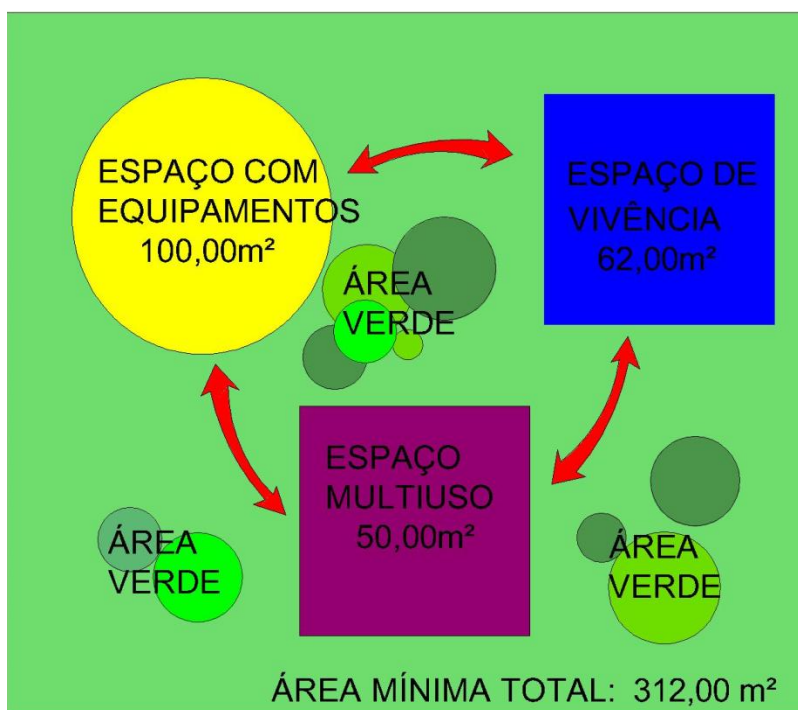 ESPAÇO COM
EQUIPAMENTOS
100,00m²
ESPAÇO DE
VIVÊNCIA
62,00m²
ÁREA
VERDE
ESPAÇO
MULTIUSO
50,00m²
ÁREA
VERDE
ÁREA
VERDE
ÁREA MÍNIMA TOTAL: 312,00 m²